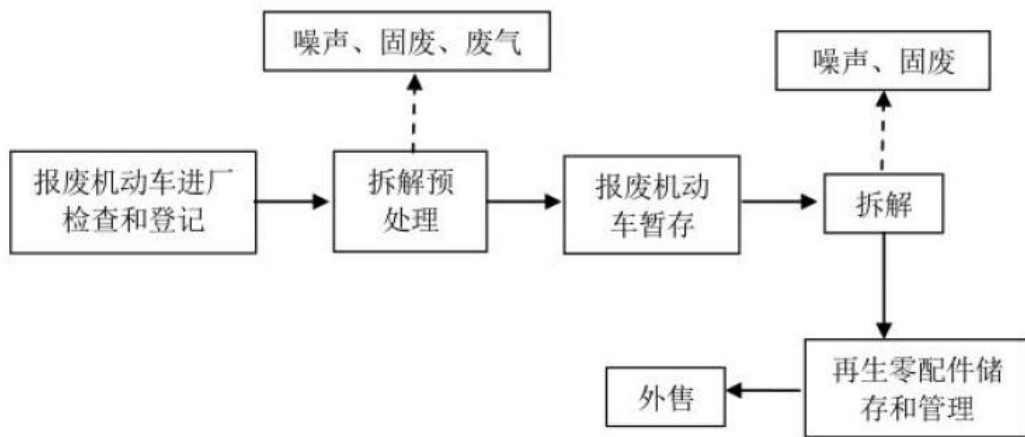 噪声、固废、废气
噪声、固废
报废机动车进厂
检查和登记
拆解预
处理
报废机动
车暂存
拆解
再生零配件储
存和管理
外售